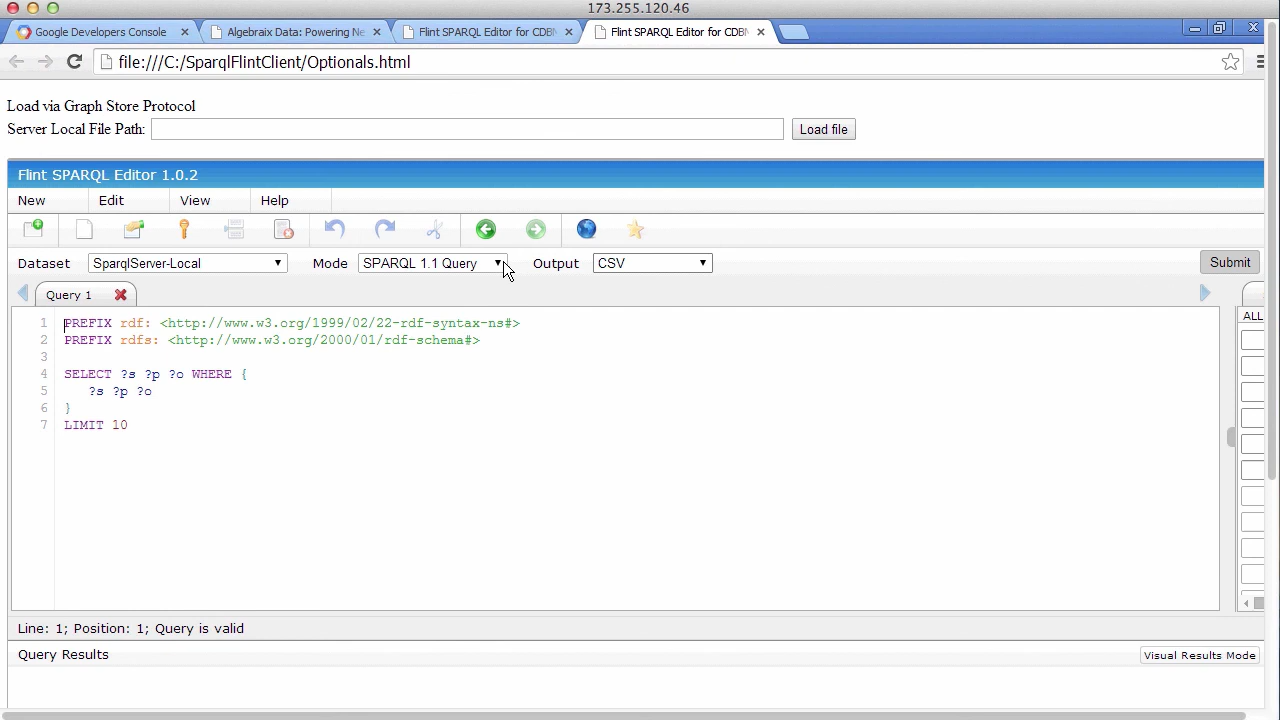 173.255.120.46
Google Developers Console
Algebraix Data: Powering Ne
Flint SPARQL Editor for CDBM
Flint SPARQL Editor for CDBM
file:///C:/SparqlFlintClient/Optionals.html
Load via Graph Store Protocol
Server Local File Path:
Load file
Flint SPARQL Editor 1.0.2
New Edit View Help
Dataset SparqlServer-Local Mode SPARQL 1.1 Query Output CSV Submit
Query 1
1 PREFIX rdf: <http://www.w3.org/1999/02/22-rdf-syntax-ns#>
2 PREFIX rdfs: <http://www.w3.org/2000/01/rdf-schema#>
3
4 SELECT ?s ?p ?o WHERE {
5 ?s ?p ?o
6 }
7 LIMIT 10
ALL
Line: 1; Position: 1; Query is valid
Query Results
Visual Results Mode